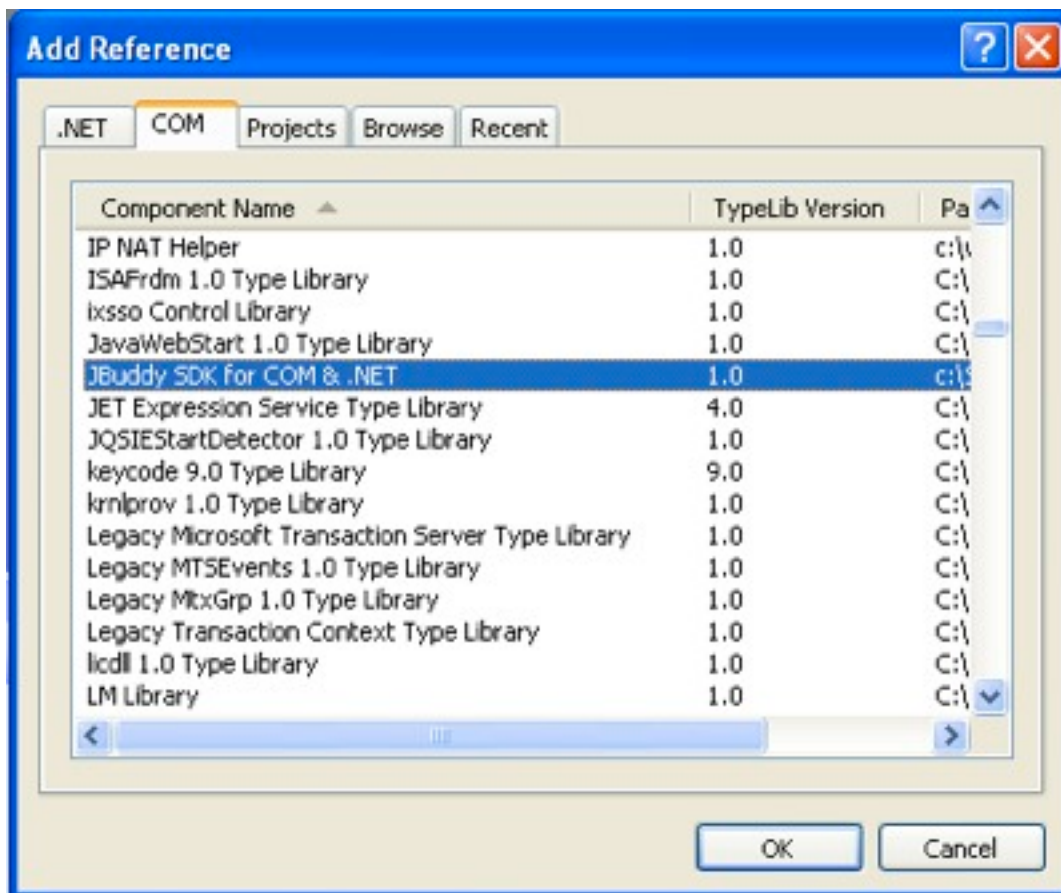 Add Reference
.NET COM Projects Browse Recent
Component Name TypeLib Version Pa
IP NAT Helper 1.0 c:\
ISAFrdm 1.0 Type Library 1.0 C:\
ixsso Control Library 1.0 C:\
JavaWebStart 1.0 Type Library 1.0 C:\
JBuddy SDK for COM & .NET 1.0 c:\S
JET Expression Service Type Library 4.0 C:\
JQSIEStartDetector 1.0 Type Library 1.0 C:\
keycode 9.0 Type Library 9.0 C:\
krnlprov 1.0 Type Library 1.0 C:\
Legacy Microsoft Transaction Server Type Library 1.0 C:\
Legacy MTSEvents 1.0 Type Library 1.0 C:\
Legacy MtxGrp 1.0 Type Library 1.0 C:\
Legacy Transaction Context Type Library 1.0 C:\
licdll 1.0 Type Library 1.0 C:\
LM Library 1.0 C:\
OK Cancel